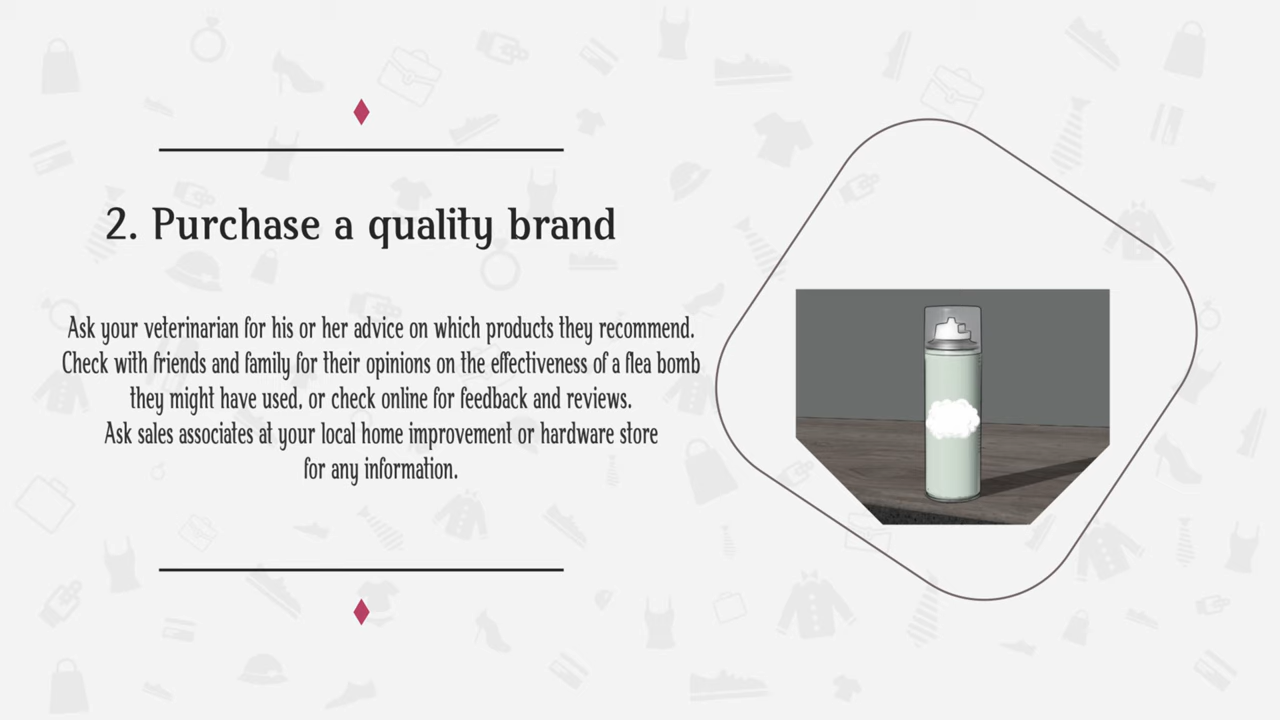 2. Purchase a quality brand
Ask your veterinarian for his or her advice on which products they recommend.
Check with friends and family for their opinions on the effectiveness of a flea bomb
they might have used, or check online for feedback and reviews.
Ask sales associates at your local home improvement or hardware store
for any information.